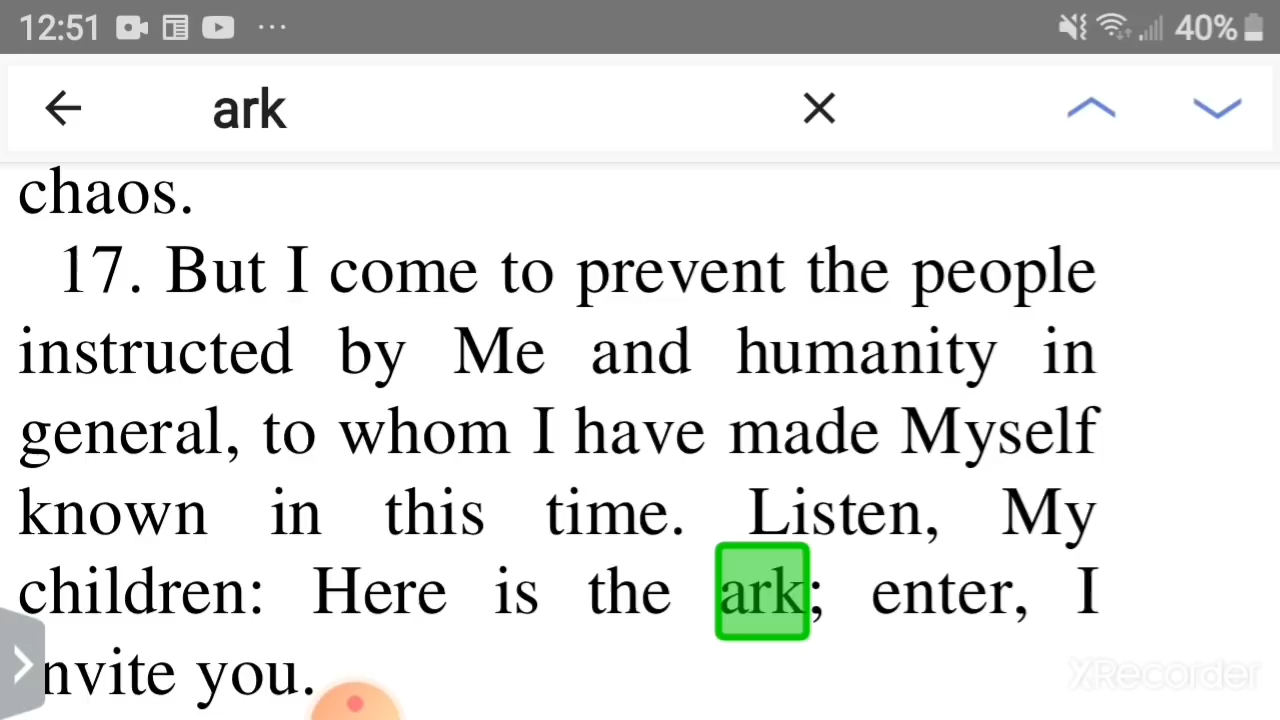 12:51 ... 40%
ark
chaos.
17. But I come to prevent the people
instructed by Me and humanity in
general, to whom I have made Myself
known in this time. Listen, My
children: Here is the ark; enter, I
nvite you.
XRecorder